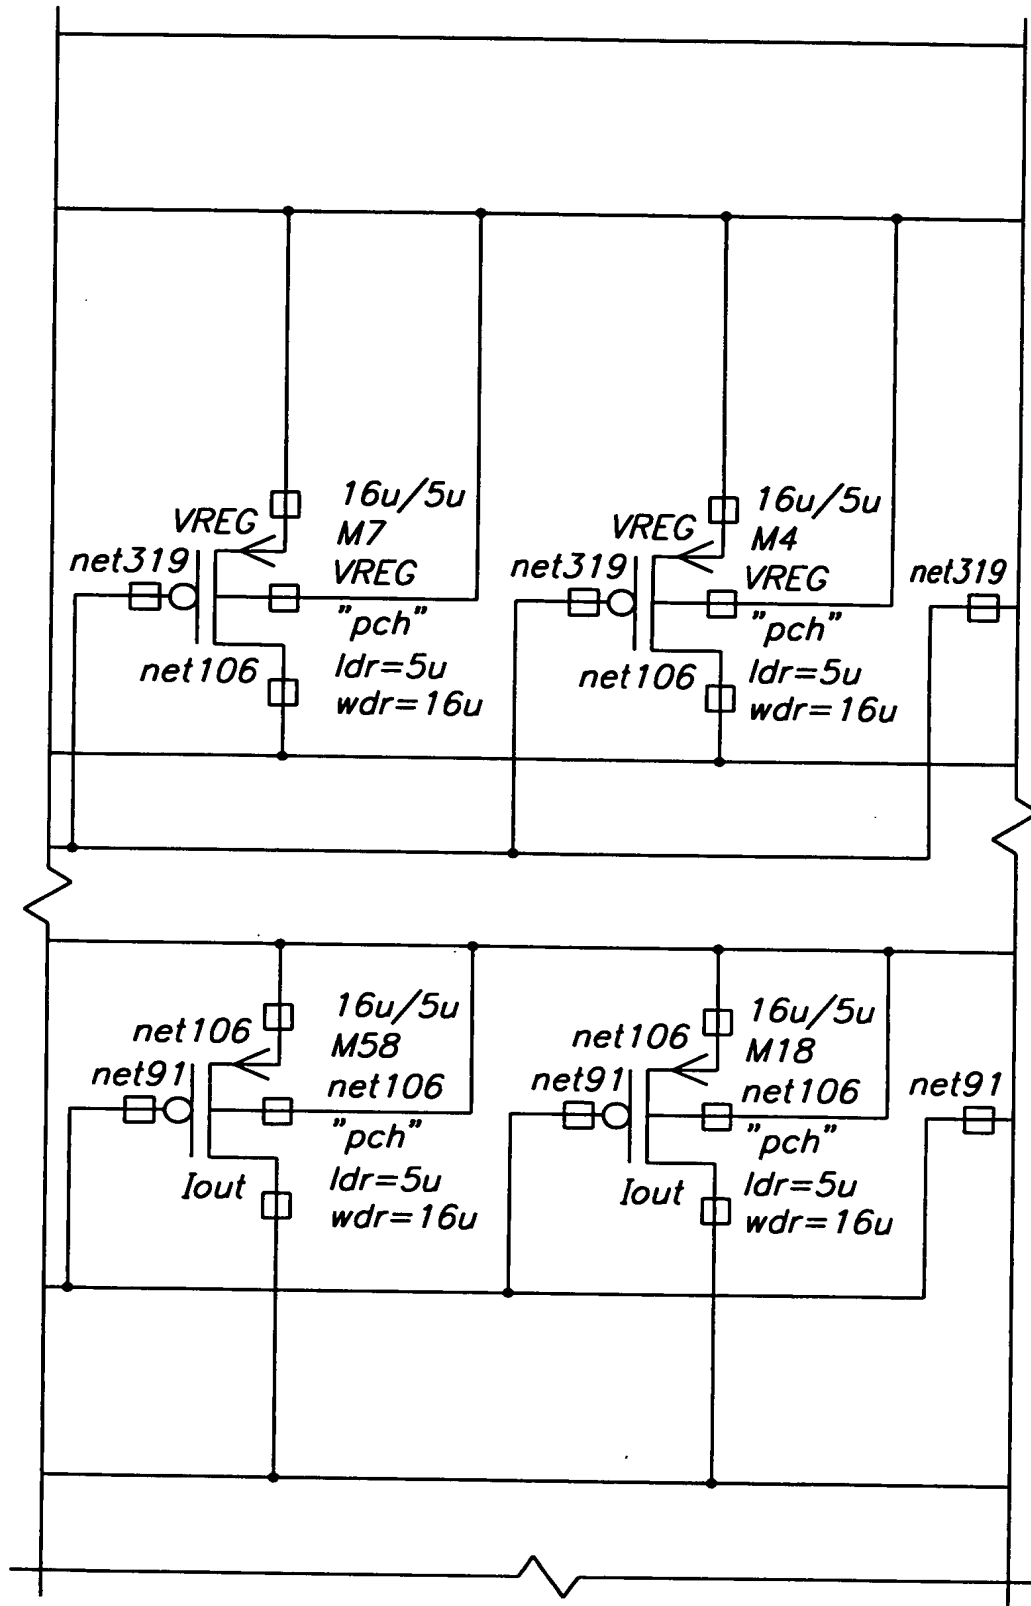 16u/5u
VREG
M7
net319
VREG
"pch"
net106
ldr=5u
wdr=16u
16u/5u
VREG
M4
net319
VREG
"pch"
net106
ldr=5u
wdr=16u
net319
16u/5u
net106
M58
net91
net106
"pch"
Iout
ldr=5u
wdr=16u
16u/5u
net106
M18
net91
net106
"pch"
Iout
ldr=5u
wdr=16u
net91